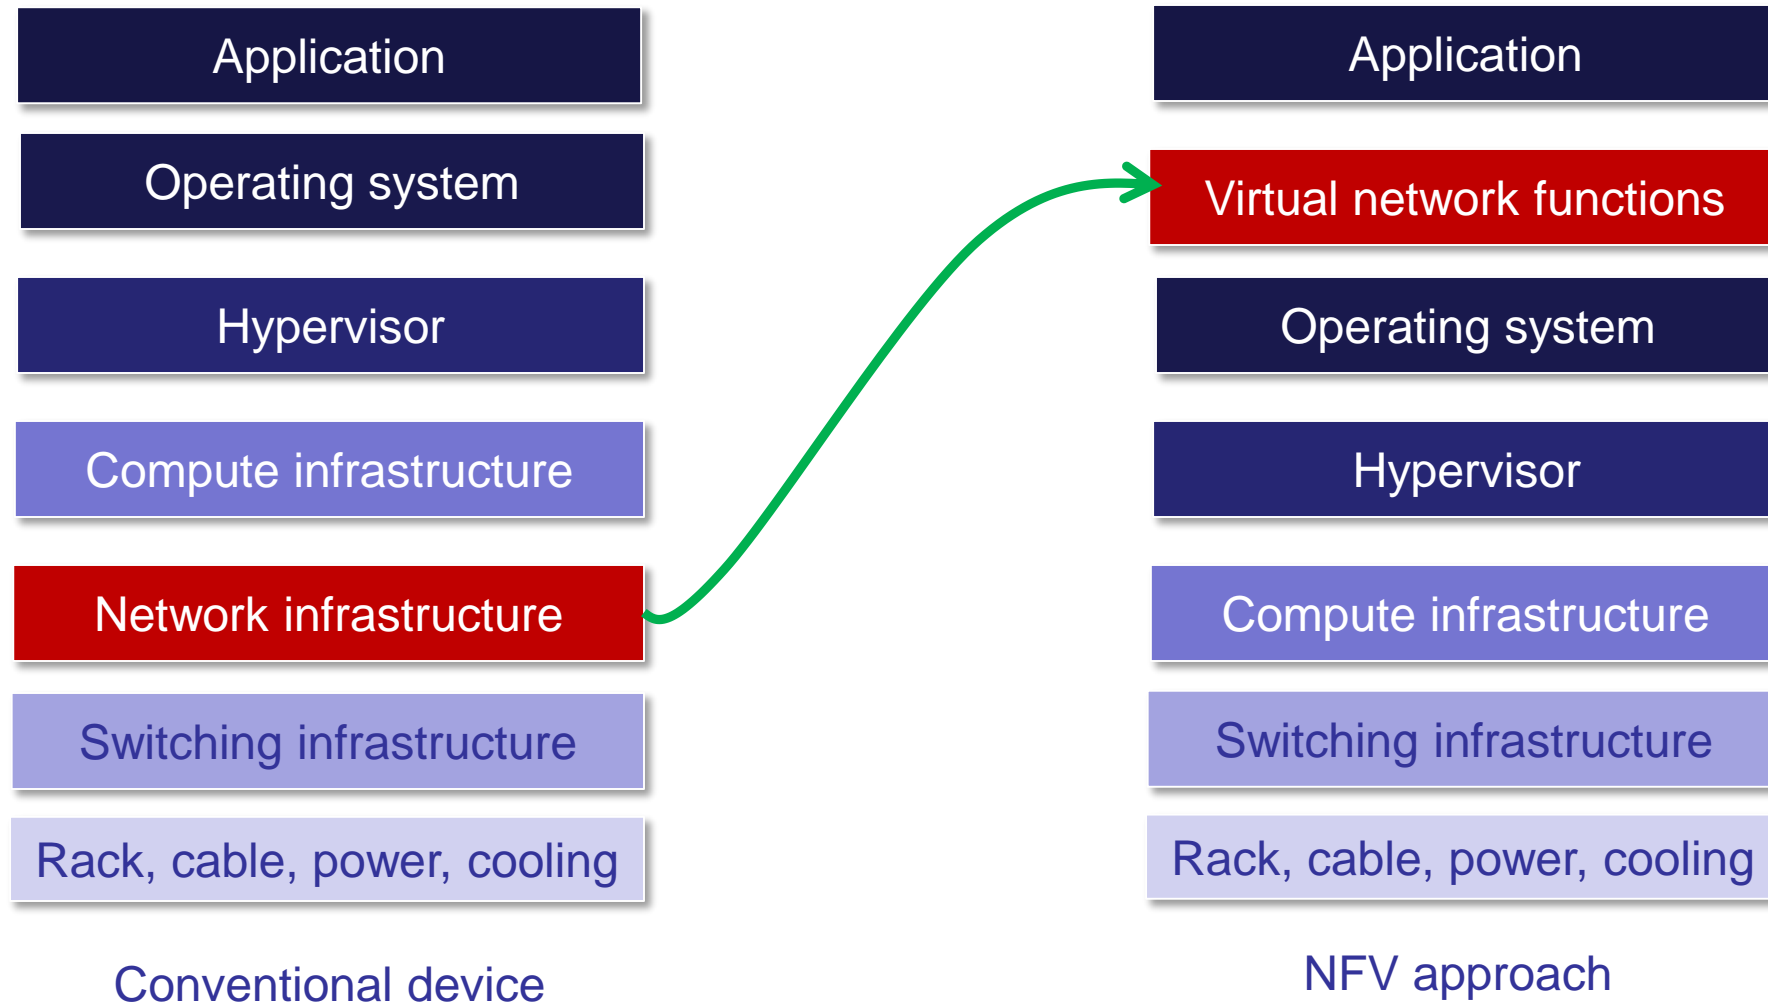 Application
Operating system
Hypervisor
Compute infrastructure
Network infrastructure
Switching infrastructure
Rack, cable, power, cooling
Conventional device
Application
Virtual network functions
Operating system
Hypervisor
Compute infrastructure
Switching infrastructure
Rack, cable, power, cooling
NFV approach